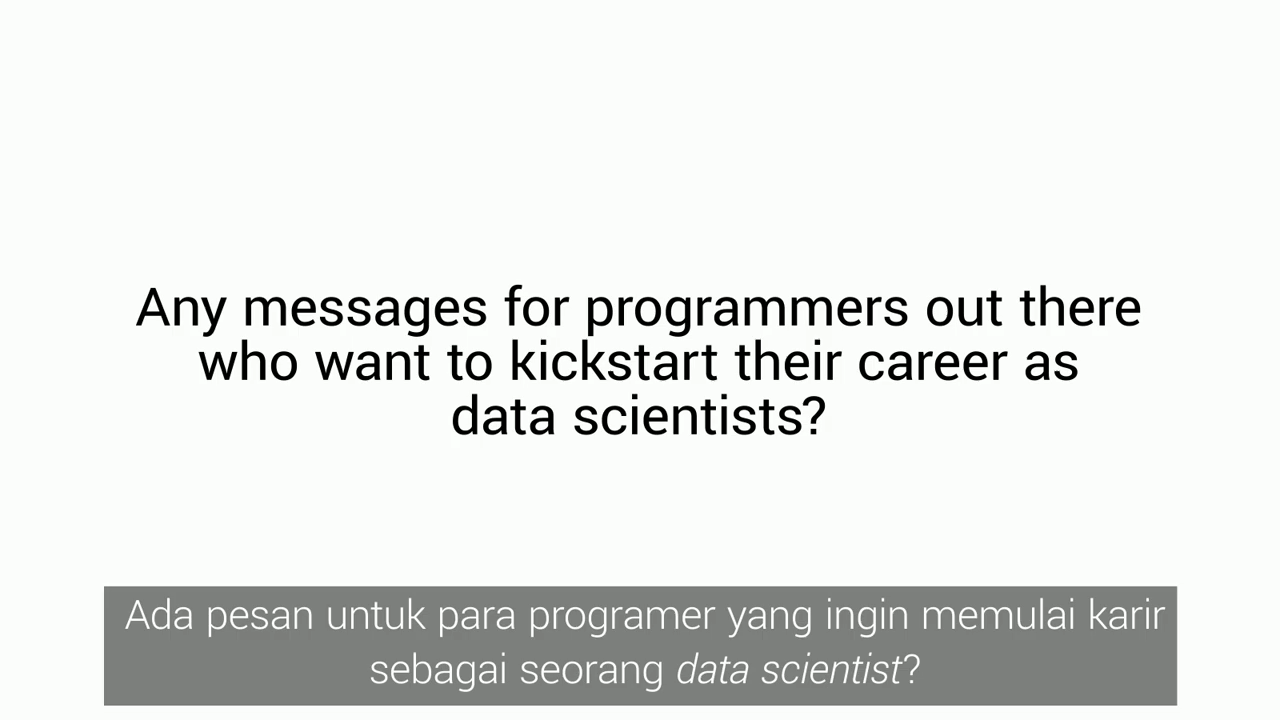 Any messages for programmers out there
who want to kickstart their career as
data scientists?
Ada pesan untuk para programer yang ingin memulai karir
sebagai seorang data scientist?